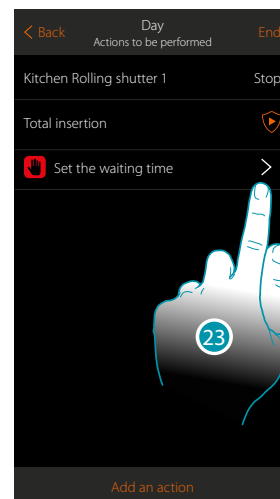 Back
Day
End
Actions to be performed
Kitchen Rolling shutter 1
Stop
Total insertion
Set the waiting time
23
Add an action